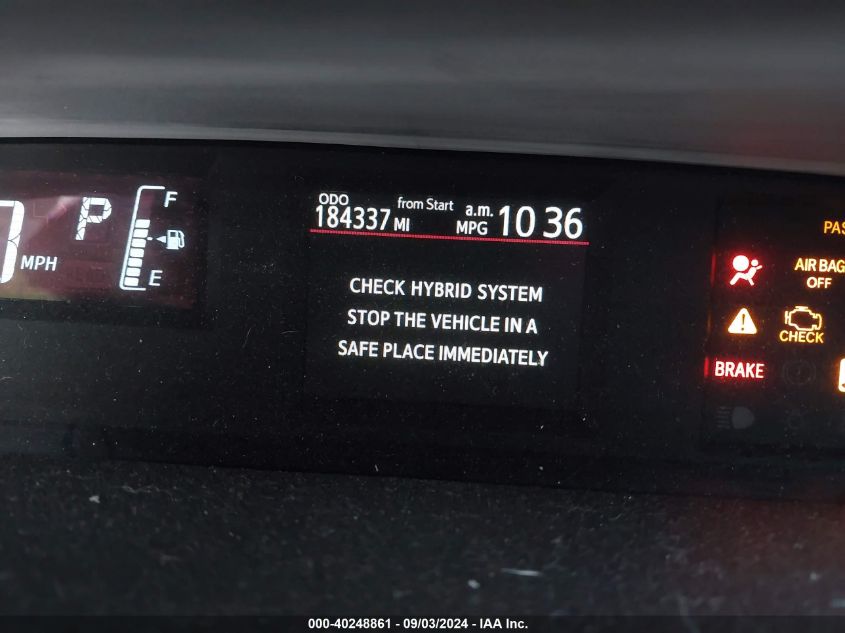 P
F
E
MPH
ODO
184337 MI
from Start
a.m.
MPG
10 36
CHECK HYBRID SYSTEM
STOP THE VEHICLE IN A
SAFE PLACE IMMEDIATELY
AIR BAG
OFF
CHECK
BRAKE
000-40248861 - 09/03/2024 - IAA Inc.